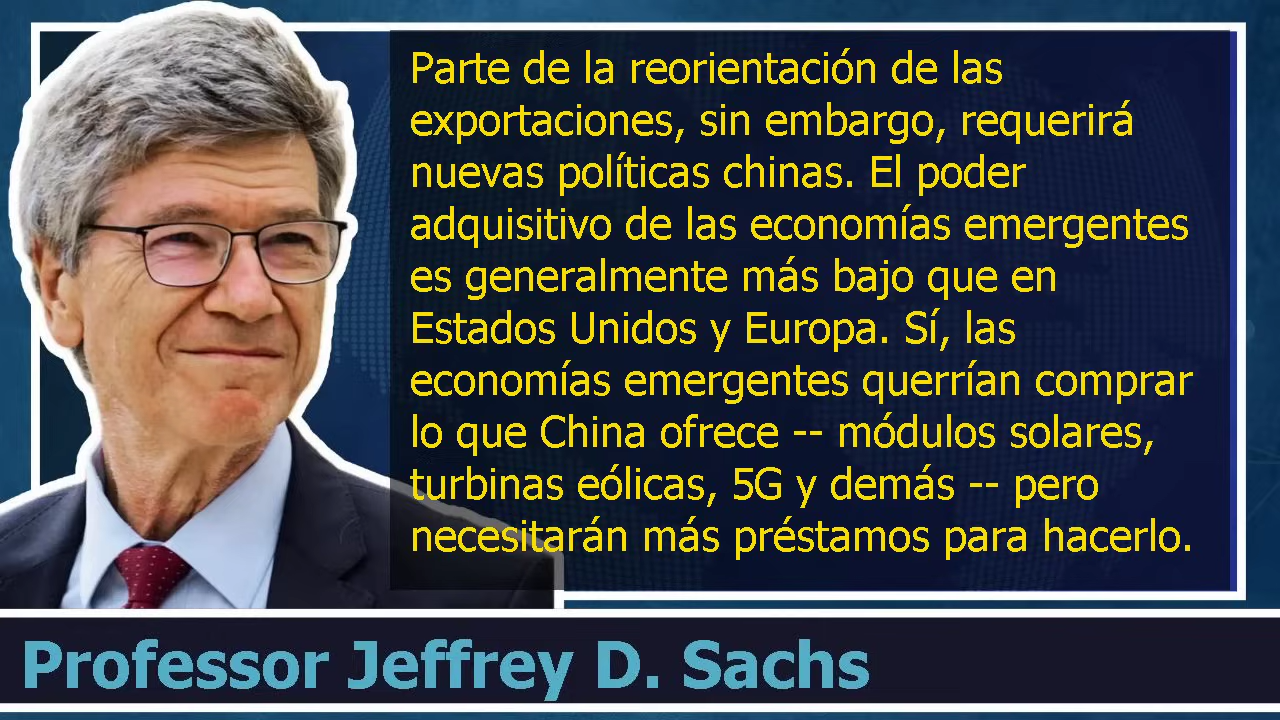 Parte de la reorientación de las
exportaciones, sin embargo, requerirá
nuevas políticas chinas. El poder
adquisitivo de las economías emergentes
es generalmente más bajo que en
Estados Unidos y Europa. Sí, las
economías emergentes querrían comprar
lo que China ofrece -- módulos solares,
turbinas eólicas, 5G y demás -- pero
necesitarán más préstamos para hacerlo.
Professor Jeffrey D. Sachs